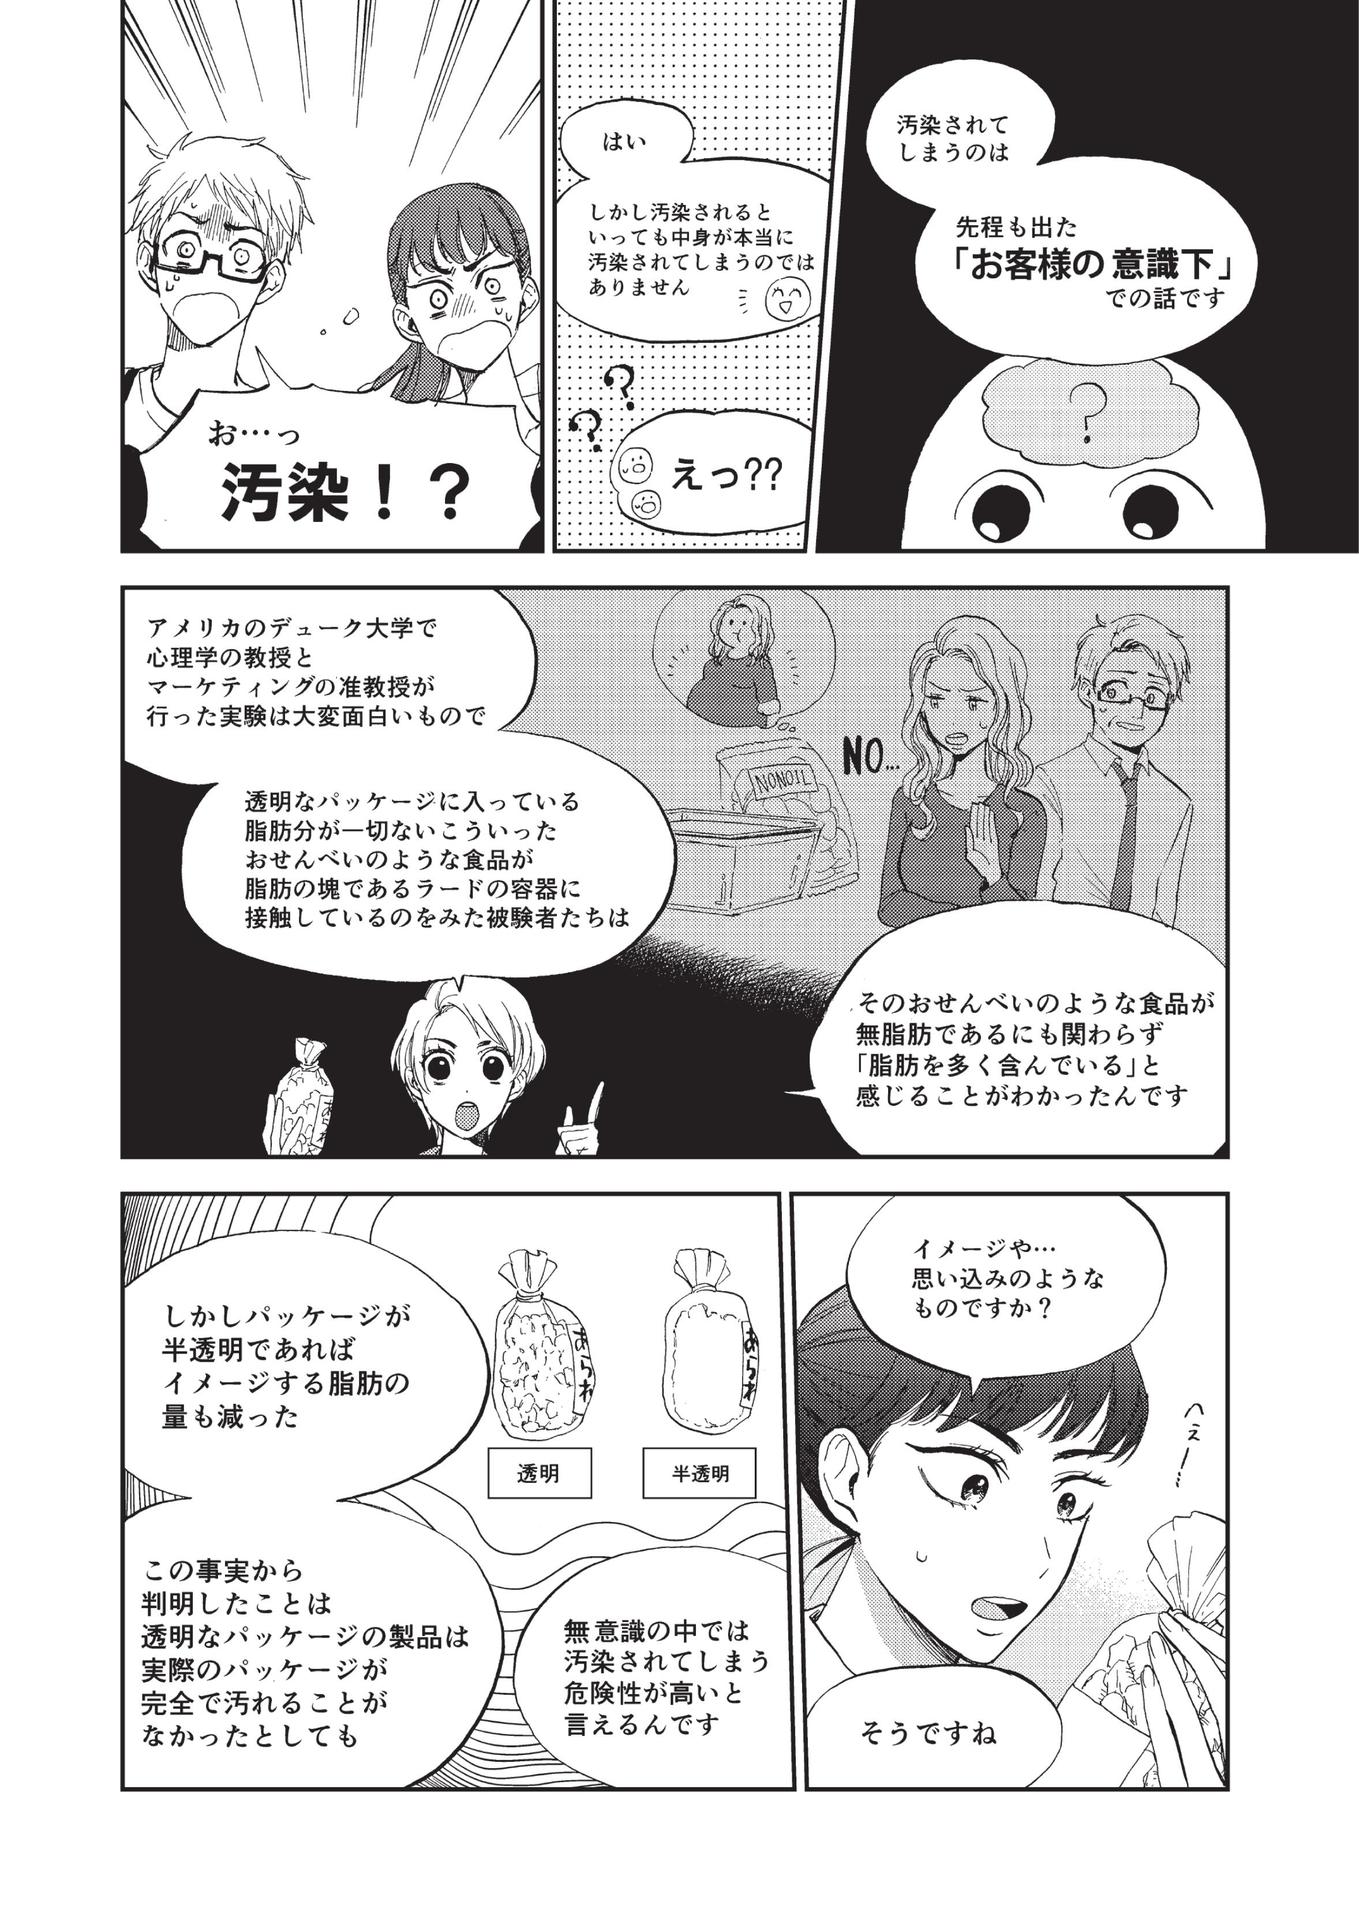 お…っ
汚染！？
はい
しかし汚染されると
いっても中身が本当に
汚染されてしまうのでは
ありません
？
？
えっ??
汚染されて
しまうのは
先程も出た
「お客様の意識下」
での話です
?
アメリカのデューク大学で
心理学の教授と
マーケティングの准教授が
行った実験は大変面白いもので
透明なパッケージに入っている
脂肪分が一切ないこういった
おせんべいのような食品が
脂肪の塊であるラードの容器に
接触しているのをみた被験者たちは
NONOIL
NO...
あられ
そのおせんべいのような食品が
無脂肪であるにも関わらず
「脂肪を多く含んでいる」と
感じることがわかったんです
しかしパッケージが
半透明であれば
イメージする脂肪の
量も減った
あられ
あられ
透明
半透明
この事実から
判明したことは
透明なパッケージの製品は
実際のパッケージが
完全で汚れることが
なかったとしても
無意識の中では
汚染されてしまう
危険性が高いと
言えるんです
イメージや…
思い込みのような
ものですか？
へぇー…
そうですね